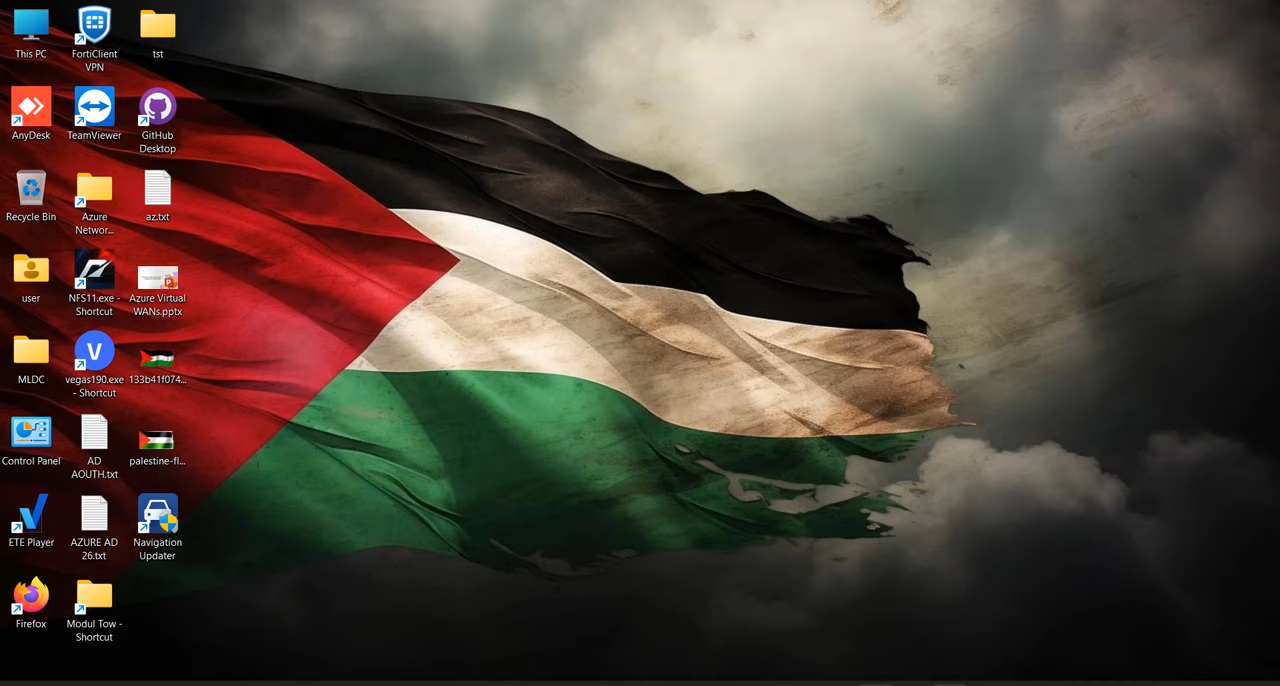 This PC
FortiClient
VPN
tst
AnyDesk
TeamViewer
GitHub
Desktop
Recycle Bin
Azure
Networ...
az.txt
user
NFS11.exe -
Shortcut
Azure Virtual
WANs.pptx
MLDC
V
vegas190.exe
- Shortcut
133b41f074...
Control Panel
AD
AOUTH.txt
palestine-fl...
ETE Player
AZURE AD
26.txt
Navigation
Updater
Firefox
Modul Tow -
Shortcut